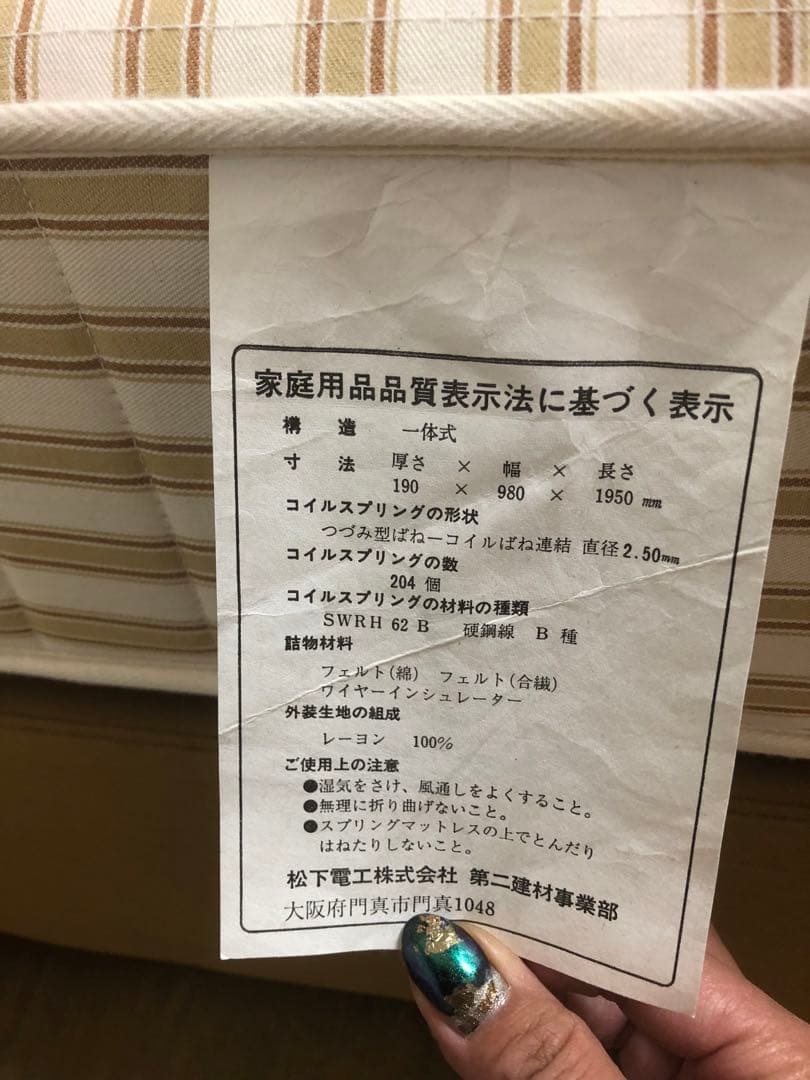 家庭用品品質表示法に基づく表示
構造 一体式
寸法 厚さ × 幅 × 長さ
190 × 980 × 1950 mm
コイルスプリングの形状
つづみ型ばねーコイルばね連結 直径2.50mm
コイルスプリングの数
204 個
コイルスプリングの材料の種類
SWRH 62 B 硬鋼線 B 種
詰物材料
フェルト(綿) フェルト(合繊)
ワイヤーインシュレーター
外装生地の組成
レーヨン 100%
ご使用上の注意
●湿気をさけ、風通しをよくすること。
●無理に折り曲げないこと。
●スプリングマットレスの上でとんだり
はねたりしないこと。
松下電工株式会社 第二建材事業部
大阪府門真市門真1048